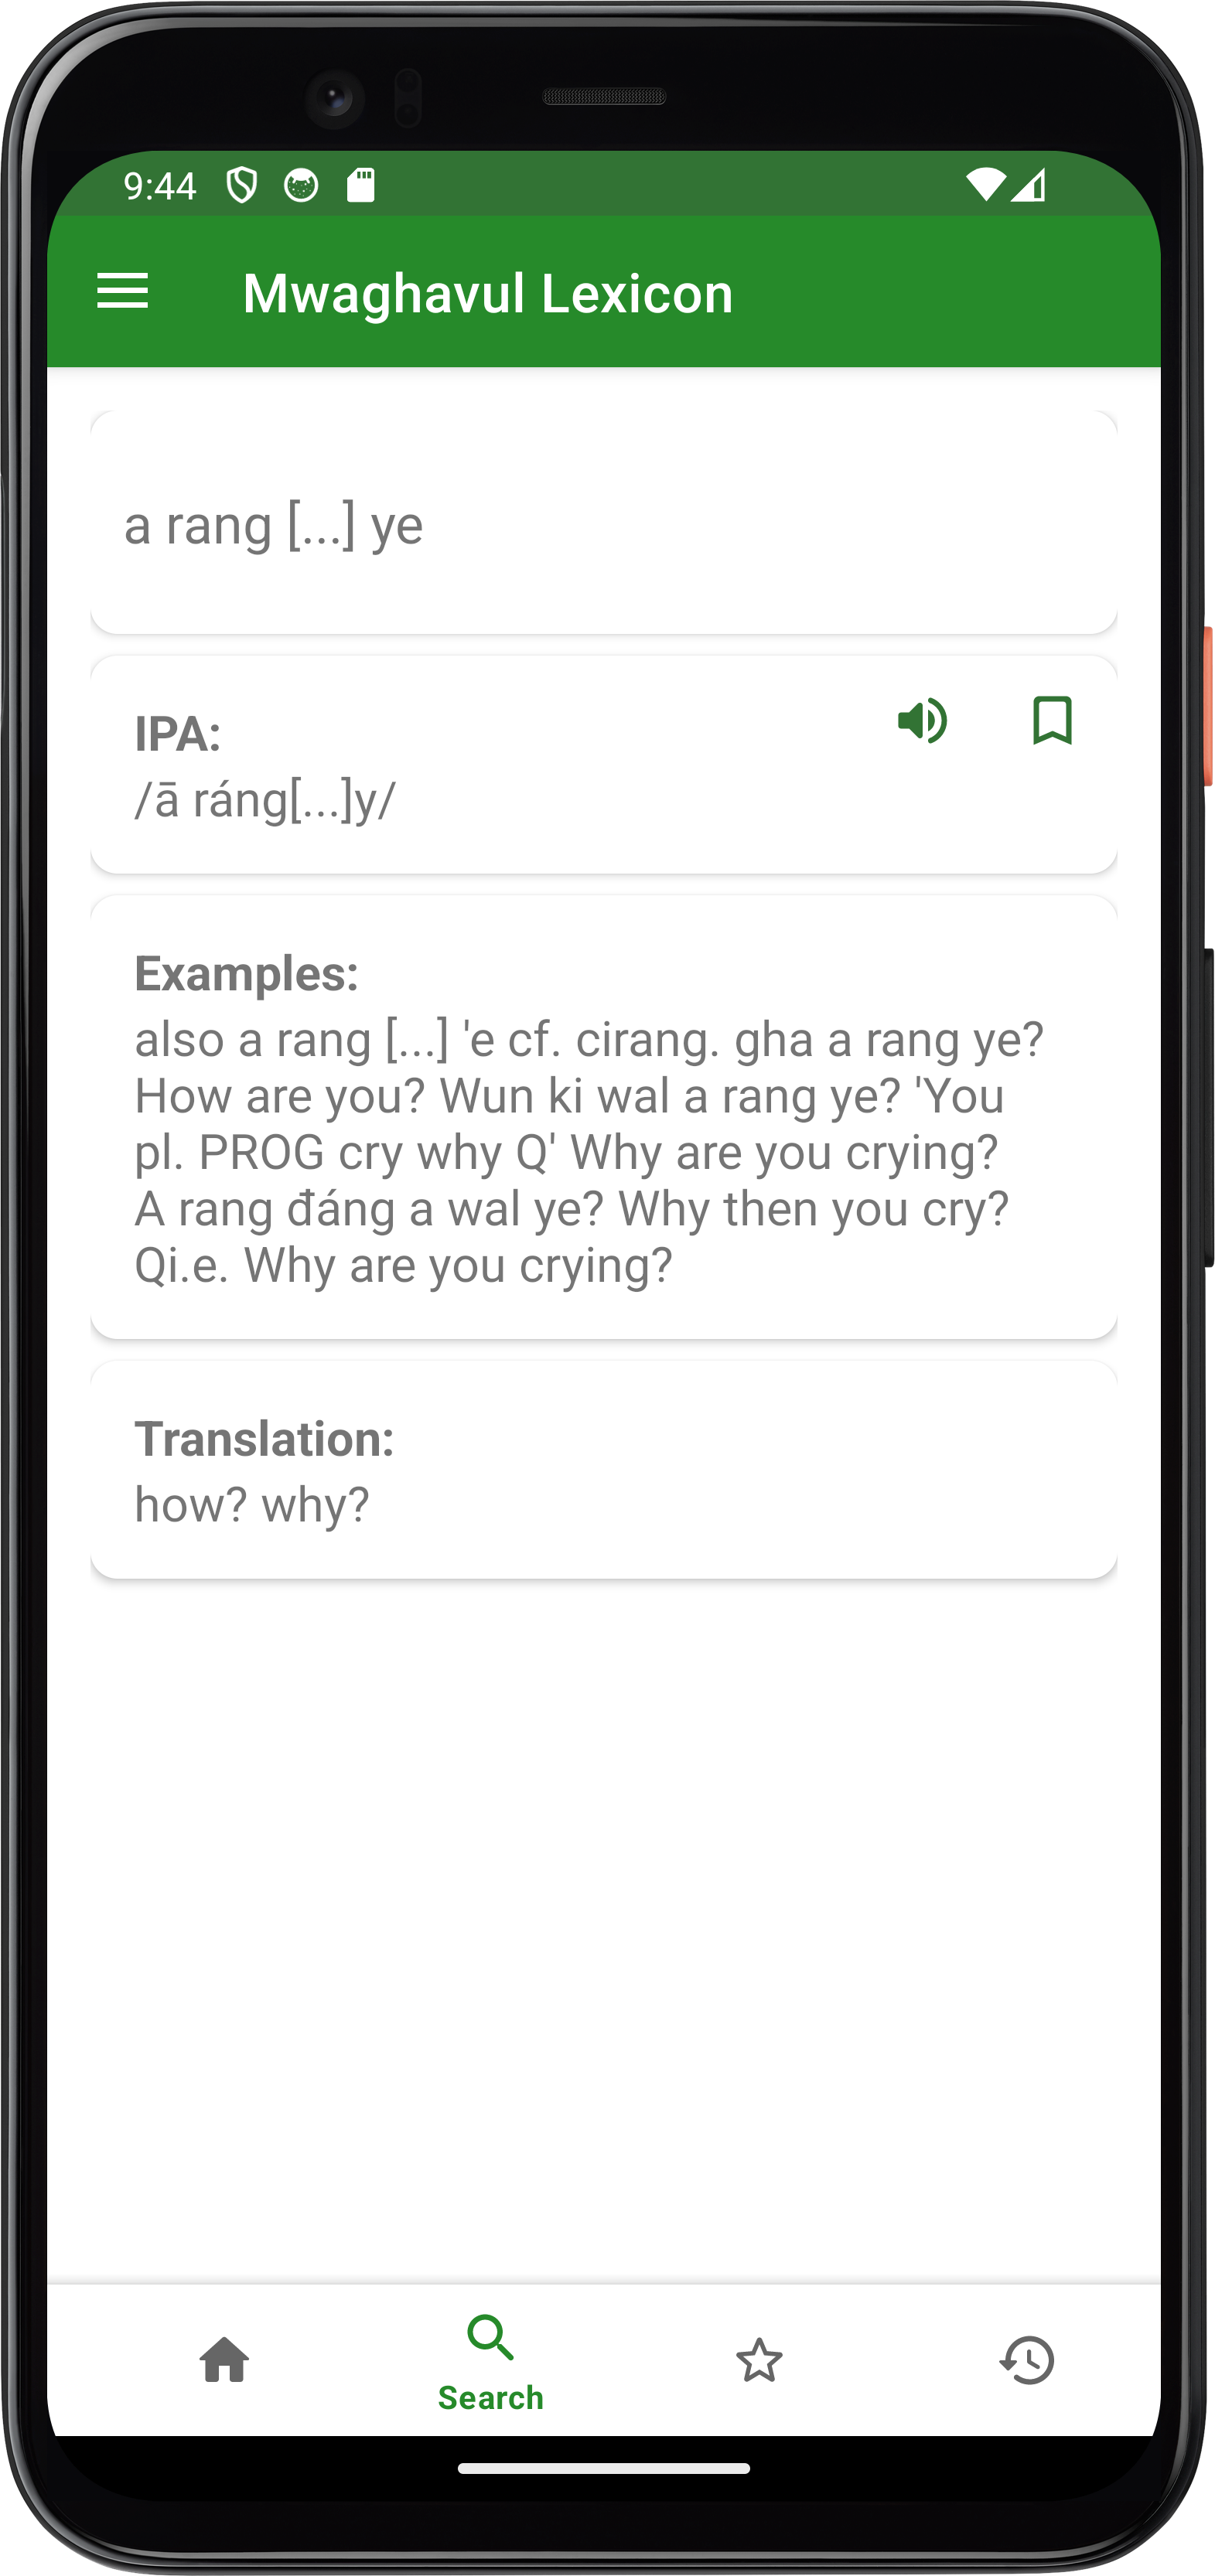 9:44
Mwaghavul Lexicon
a rang [...] ye
IPA:
/ā ráng[...]y/
Examples:
also a rang [...] 'e cf. cirang. gha a rang ye?
How are you? Wun ki wal a rang ye? 'You
pl. PROG cry why Q' Why are you crying?
A rang đáng a wal ye? Why then you cry?
Qi.e. Why are you crying?
Translation:
how? why?
Search